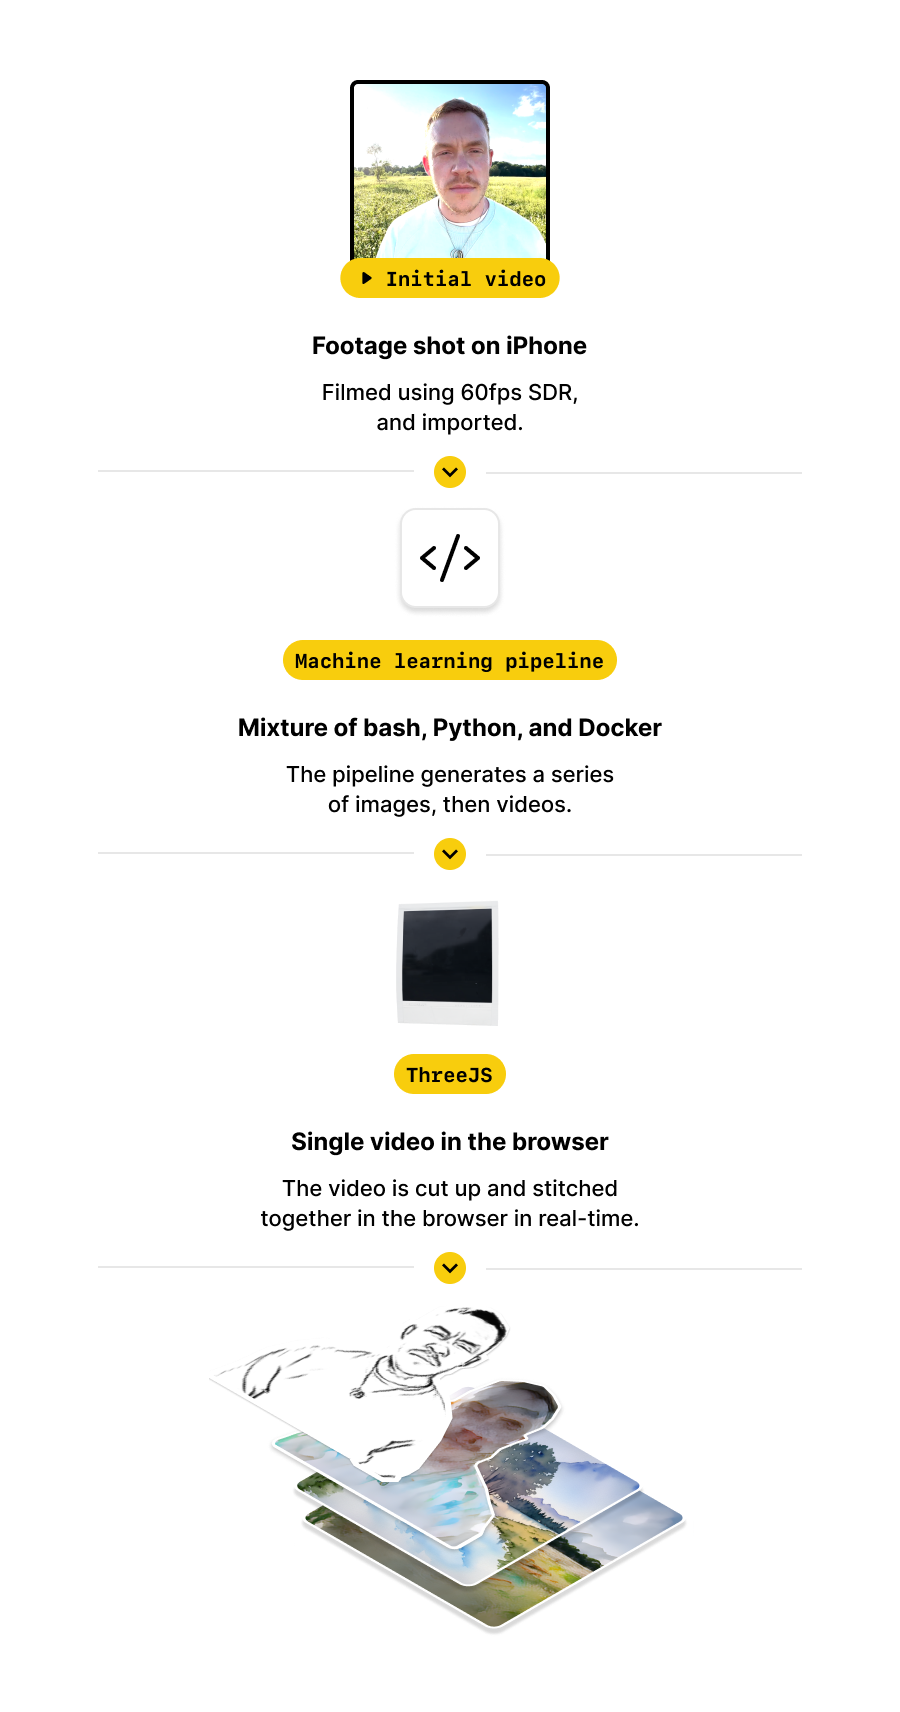 Initial video
Footage shot on iPhone
Filmed using 60fps SDR,
and imported.
</>
Machine learning pipeline
Mixture of bash, Python, and Docker
The pipeline generates a series
of images, then videos.
ThreeJS
Single video in the browser
The video is cut up and stitched
together in the browser in real-time.